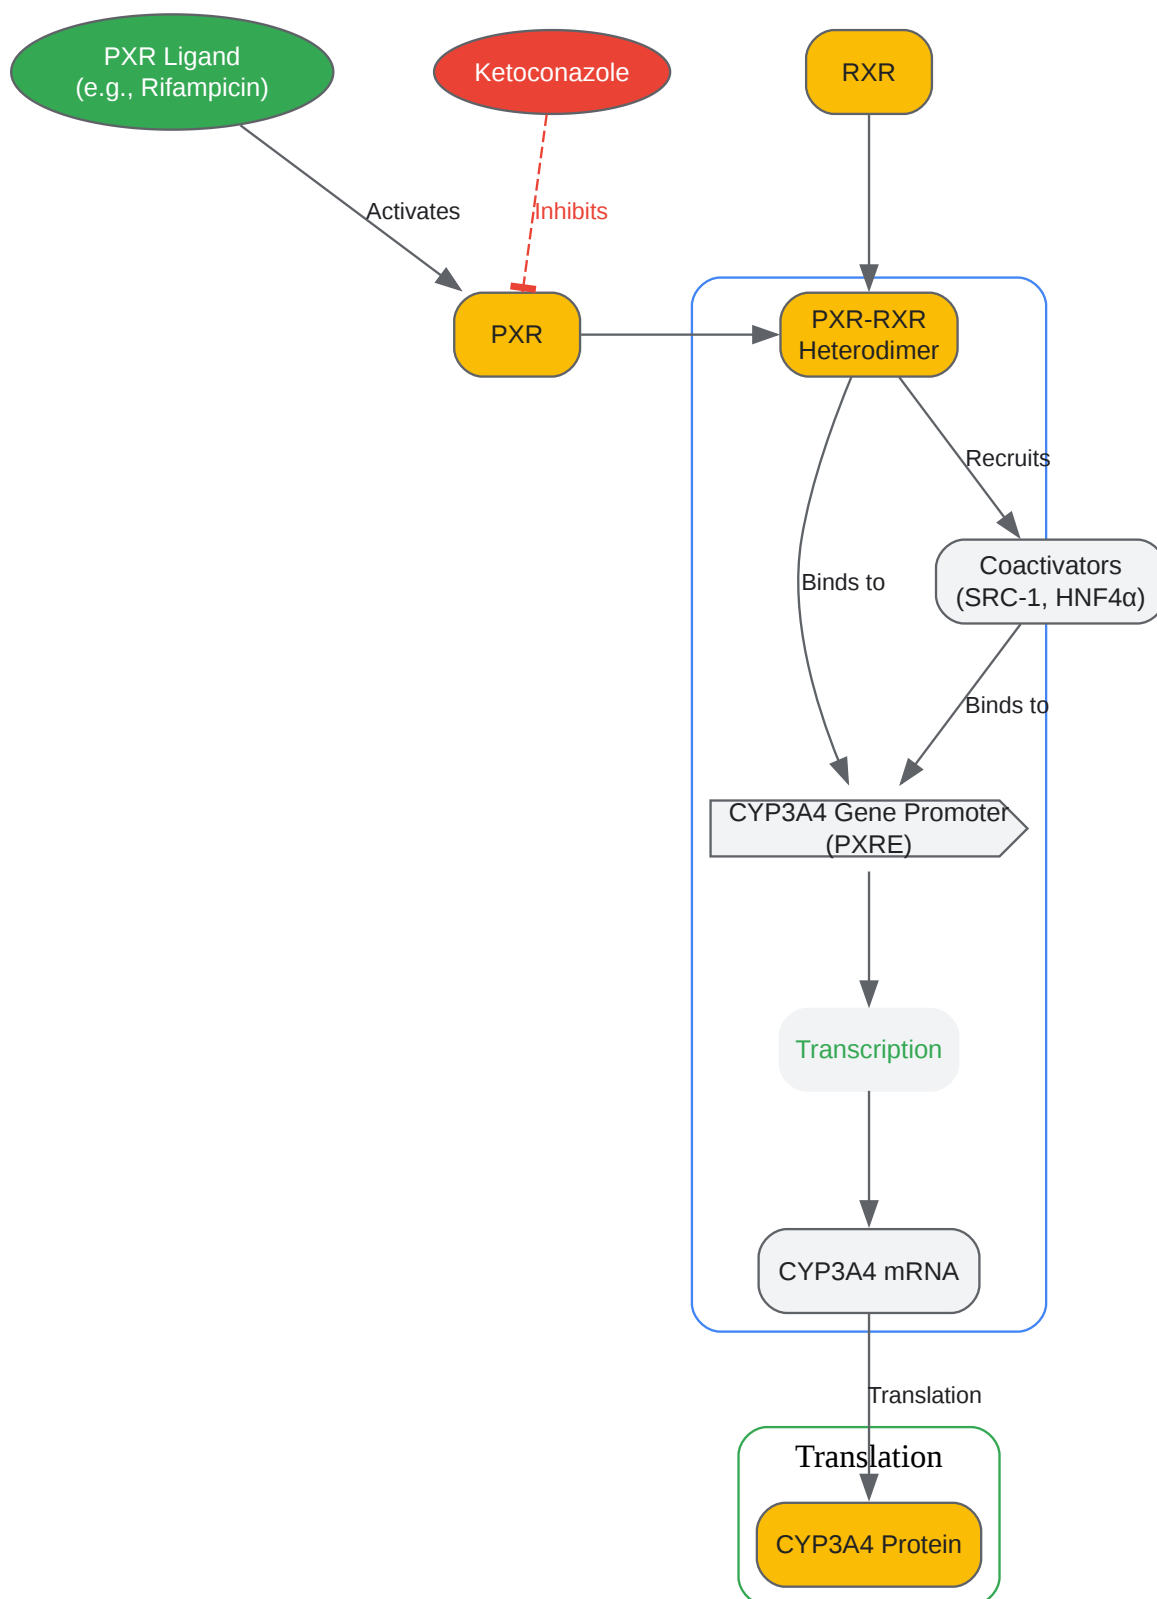 PXR Ligand
(e.g., Rifampicin)
Ketoconazole
RXR
Activates
Inhibits
PXR
PXR-RXR
Heterodimer
Recruits
Coactivators
(SRC-1, HNF4α)
Binds to
Binds to
CYP3A4 Gene Promoter
(PXRE)
Transcription
CYP3A4 mRNA
Translation
Translation
CYP3A4 Protein